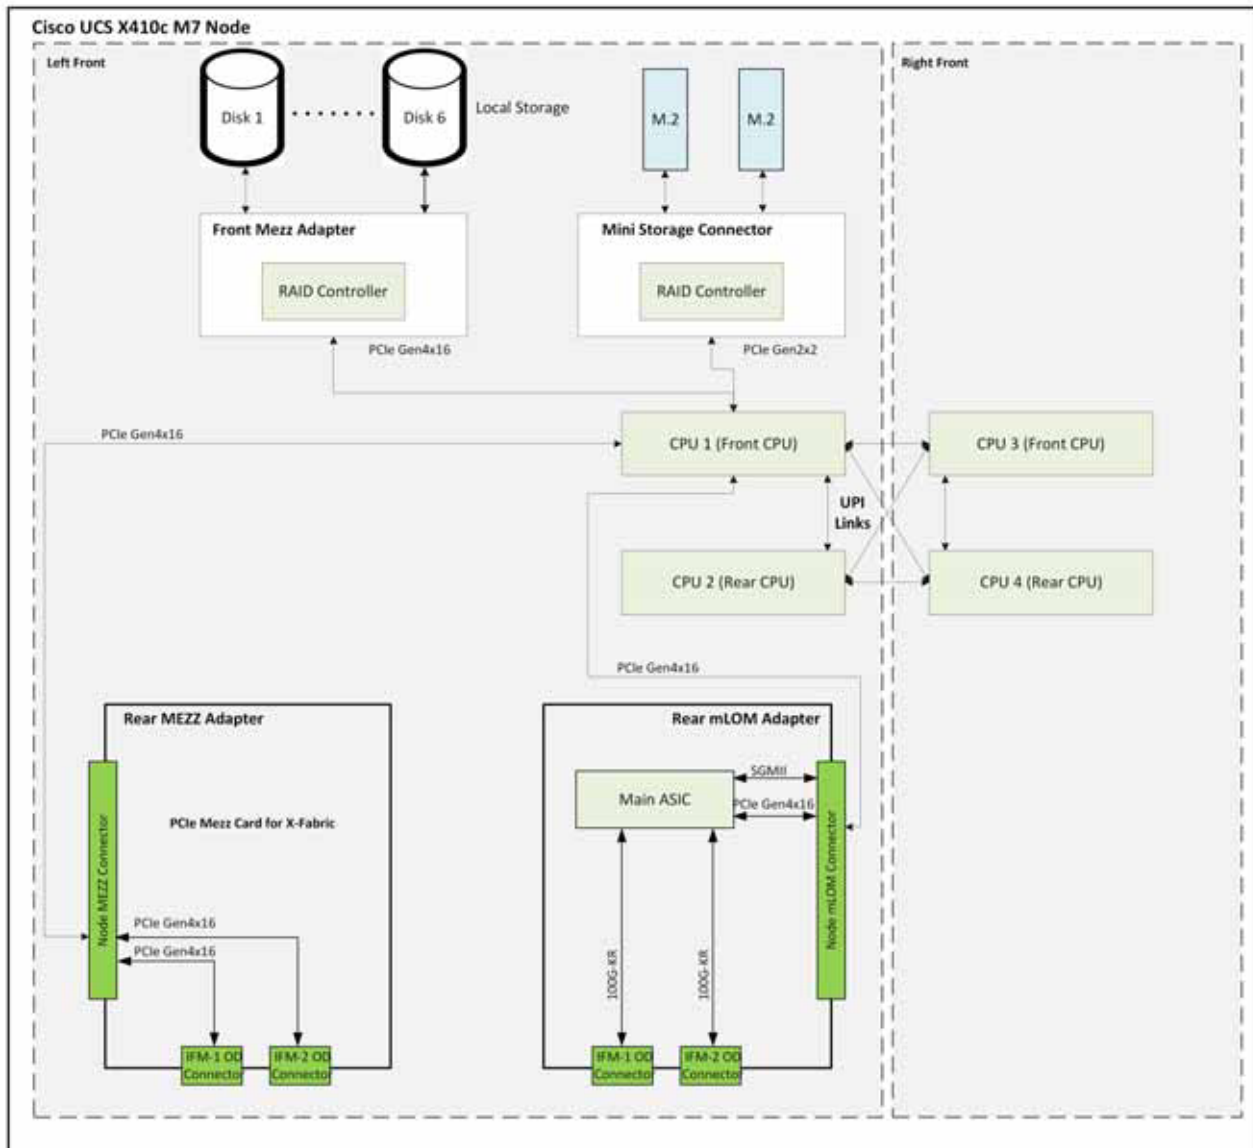 Cisco UCS X410c M7 Node
Left Front
Right Front
Disk 1
Disk 6
Local Storage
M.2
M.2
Front Mezz Adapter
RAID Controller
Mini Storage Connector
RAID Controller
PCIe Gen4x16
PCIe Gen2x2
PCIe Gen4x16
CPU 1 (Front CPU)
CPU 3 (Front CPU)
UPI
Links
CPU 2 (Rear CPU)
CPU 4 (Rear CPU)
PCIe Gen4x16
Rear MEZZ Adapter
PCIe Mezz Card for X-Fabric
Node MEZZ Connector
PCIe Gen4x16
PCIe Gen4x16
IFM-1 OD
Connector
IFM-2 OD
Connector
Rear mLOM Adapter
Main ASIC
SGMII
PCIe Gen4x16
Node mLOM Connector
100G-KR
100G-KR
IFM-1 OD
Connector
IFM-2 OD
Connector